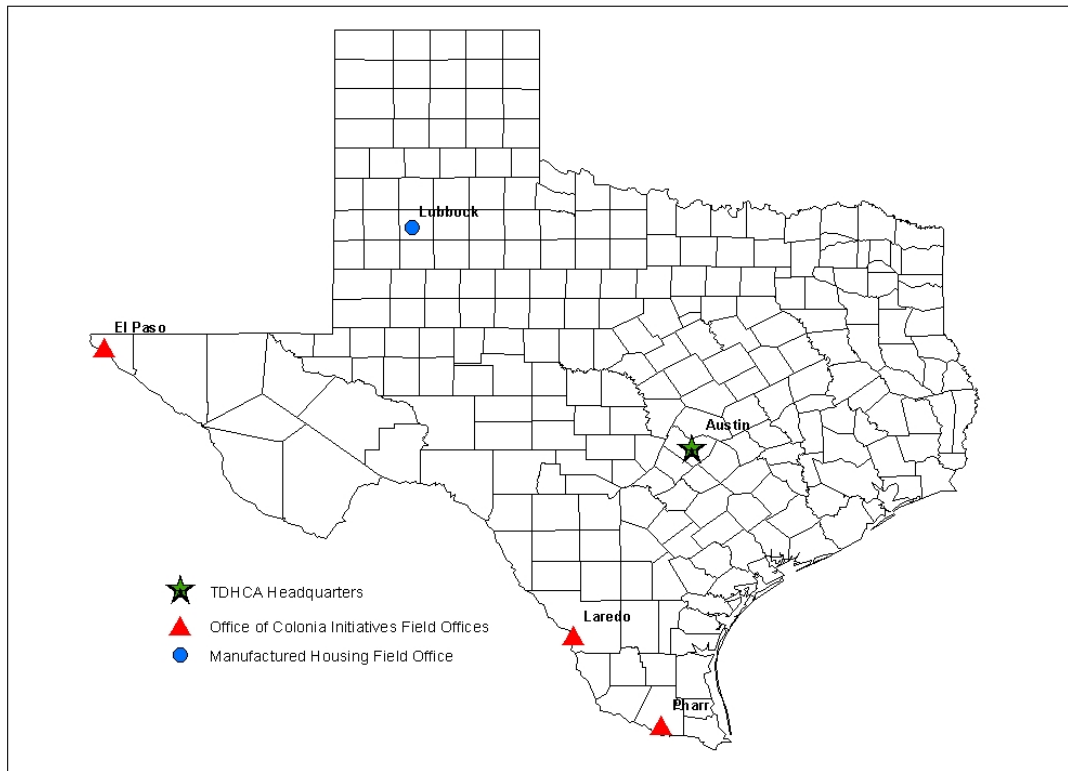 Lubbock
El Paso
Austin
TDHCA Headquarters
Office of Colonia Initiatives Field Offices
Laredo
Manufactured Housing Field Office
Pharr